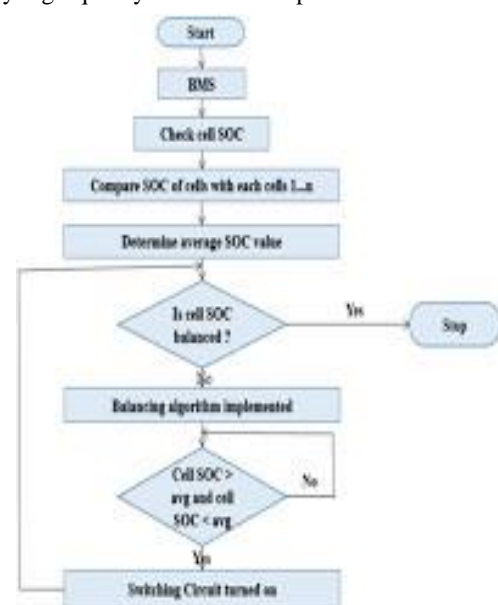 Start
BMS
Check cell SOC
Compare SOC of cells with each cells 1...n
Determine average SOC value
Is cell SOC
balanced ?
Yes
Stop
No
Balancing algorithm implemented
Cell SOC >
avg and cell
SOC < avg
No
Yes
Switching Circuit turned on